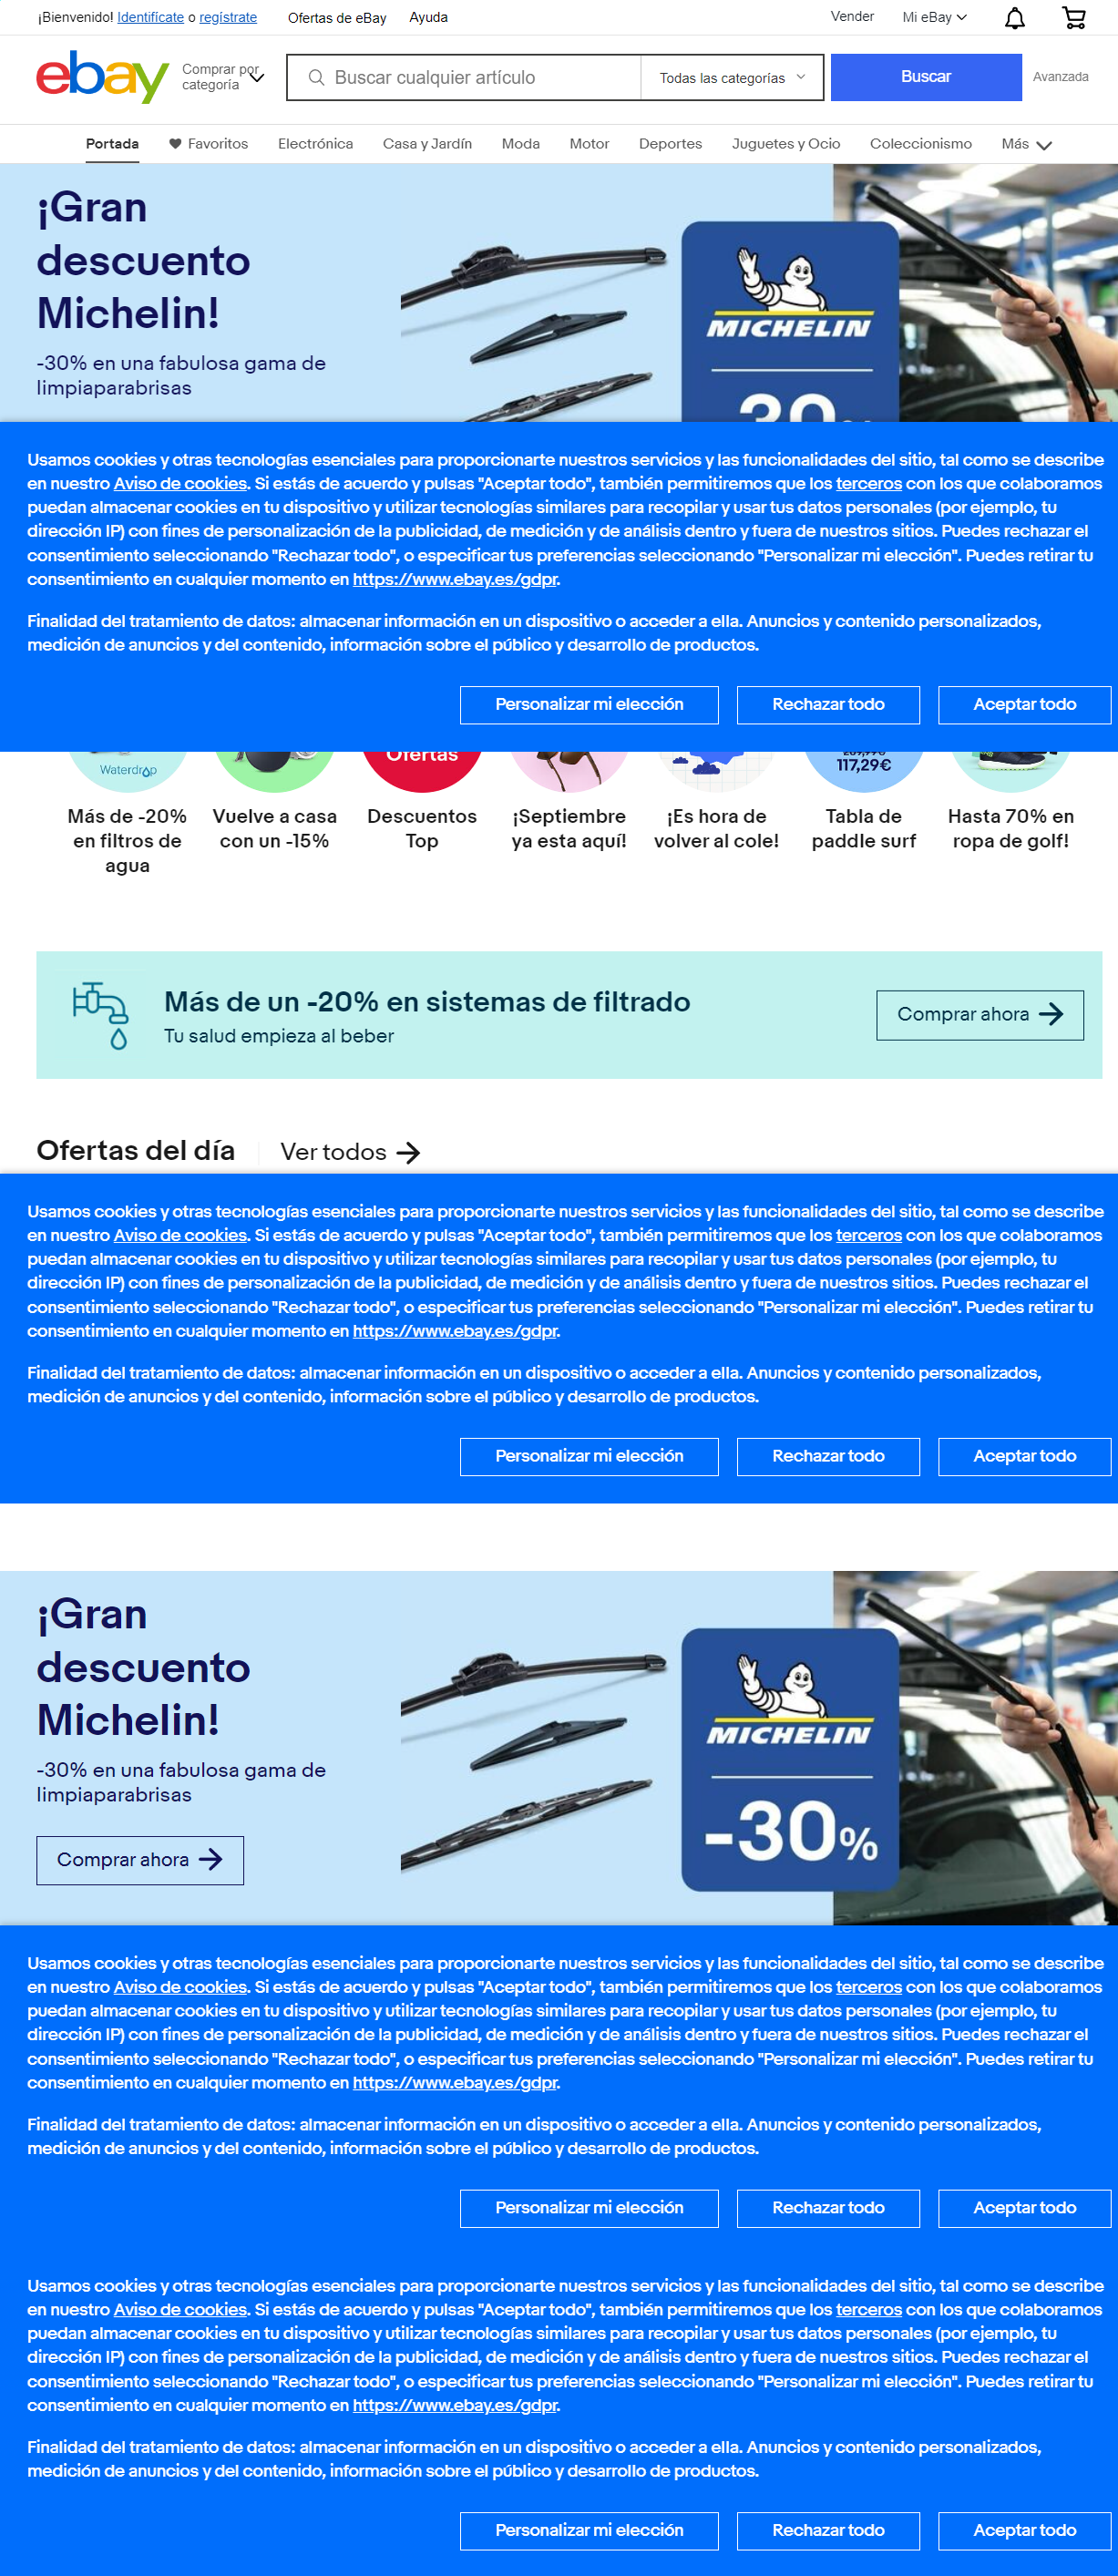 ¡Bienvenido! Identifícate o regístrate Ofertas de eBay Ayuda Vender Mi eBay
ebay
Comprar por
categoría
Buscar cualquier artículo Todas las categorías Buscar Avanzada
Portada Favoritos Electrónica Casa y Jardín Moda Motor Deportes Juguetes y Ocio Coleccionismo Más
¡Gran
descuento
Michelin!
-30% en una fabulosa gama de
limpiaparabrisas
MICHELIN
30%
Usamos cookies y otras tecnologías esenciales para proporcionarte nuestros servicios y las funcionalidades del sitio, tal como se describe
en nuestro Aviso de cookies. Si estás de acuerdo y pulsas "Aceptar todo", también permitiremos que los terceros con los que colaboramos
puedan almacenar cookies en tu dispositivo y utilizar tecnologías similares para recopilar y usar tus datos personales (por ejemplo, tu
dirección IP) con fines de personalización de la publicidad, de medición y de análisis dentro y fuera de nuestros sitios. Puedes rechazar el
consentimiento seleccionando "Rechazar todo", o especificar tus preferencias seleccionando "Personalizar mi elección". Puedes retirar tu
consentimiento en cualquier momento en https://www.ebay.es/gdpr.
Finalidad del tratamiento de datos: almacenar información en un dispositivo o acceder a ella. Anuncios y contenido personalizados,
medición de anuncios y del contenido, información sobre el público y desarrollo de productos.
Personalizar mi elección Rechazar todo Aceptar todo
Waterdrop
Ofertas
117,29€
Más de -20%
en filtros de
agua
Vuelve a casa
con un -15%
Descuentos
Top
¡Septiembre
ya esta aquí!
¡Es hora de
volver al cole!
Tabla de
paddle surf
Hasta 70% en
ropa de golf!
Más de un -20% en sistemas de filtrado
Tu salud empieza al beber
Comprar ahora
Ofertas del día Ver todos
Usamos cookies y otras tecnologías esenciales para proporcionarte nuestros servicios y las funcionalidades del sitio, tal como se describe
en nuestro Aviso de cookies. Si estás de acuerdo y pulsas "Aceptar todo", también permitiremos que los terceros con los que colaboramos
puedan almacenar cookies en tu dispositivo y utilizar tecnologías similares para recopilar y usar tus datos personales (por ejemplo, tu
dirección IP) con fines de personalización de la publicidad, de medición y de análisis dentro y fuera de nuestros sitios. Puedes rechazar el
consentimiento seleccionando "Rechazar todo", o especificar tus preferencias seleccionando "Personalizar mi elección". Puedes retirar tu
consentimiento en cualquier momento en https://www.ebay.es/gdpr.
Finalidad del tratamiento de datos: almacenar información en un dispositivo o acceder a ella. Anuncios y contenido personalizados,
medición de anuncios y del contenido, información sobre el público y desarrollo de productos.
Personalizar mi elección Rechazar todo Aceptar todo
¡Gran
descuento
Michelin!
-30% en una fabulosa gama de
limpiaparabrisas
Comprar ahora
MICHELIN
-30%
Usamos cookies y otras tecnologías esenciales para proporcionarte nuestros servicios y las funcionalidades del sitio, tal como se describe
en nuestro Aviso de cookies. Si estás de acuerdo y pulsas "Aceptar todo", también permitiremos que los terceros con los que colaboramos
puedan almacenar cookies en tu dispositivo y utilizar tecnologías similares para recopilar y usar tus datos personales (por ejemplo, tu
dirección IP) con fines de personalización de la publicidad, de medición y de análisis dentro y fuera de nuestros sitios. Puedes rechazar el
consentimiento seleccionando "Rechazar todo", o especificar tus preferencias seleccionando "Personalizar mi elección". Puedes retirar tu
consentimiento en cualquier momento en https://www.ebay.es/gdpr.
Finalidad del tratamiento de datos: almacenar información en un dispositivo o acceder a ella. Anuncios y contenido personalizados,
medición de anuncios y del contenido, información sobre el público y desarrollo de productos.
Personalizar mi elección Rechazar todo Aceptar todo
Usamos cookies y otras tecnologías esenciales para proporcionarte nuestros servicios y las funcionalidades del sitio, tal como se describe
en nuestro Aviso de cookies. Si estás de acuerdo y pulsas "Aceptar todo", también permitiremos que los terceros con los que colaboramos
puedan almacenar cookies en tu dispositivo y utilizar tecnologías similares para recopilar y usar tus datos personales (por ejemplo, tu
dirección IP) con fines de personalización de la publicidad, de medición y de análisis dentro y fuera de nuestros sitios. Puedes rechazar el
consentimiento seleccionando "Rechazar todo", o especificar tus preferencias seleccionando "Personalizar mi elección". Puedes retirar tu
consentimiento en cualquier momento en https://www.ebay.es/gdpr.
Finalidad del tratamiento de datos: almacenar información en un dispositivo o acceder a ella. Anuncios y contenido personalizados,
medición de anuncios y del contenido, información sobre el público y desarrollo de productos.
Personalizar mi elección Rechazar todo Aceptar todo